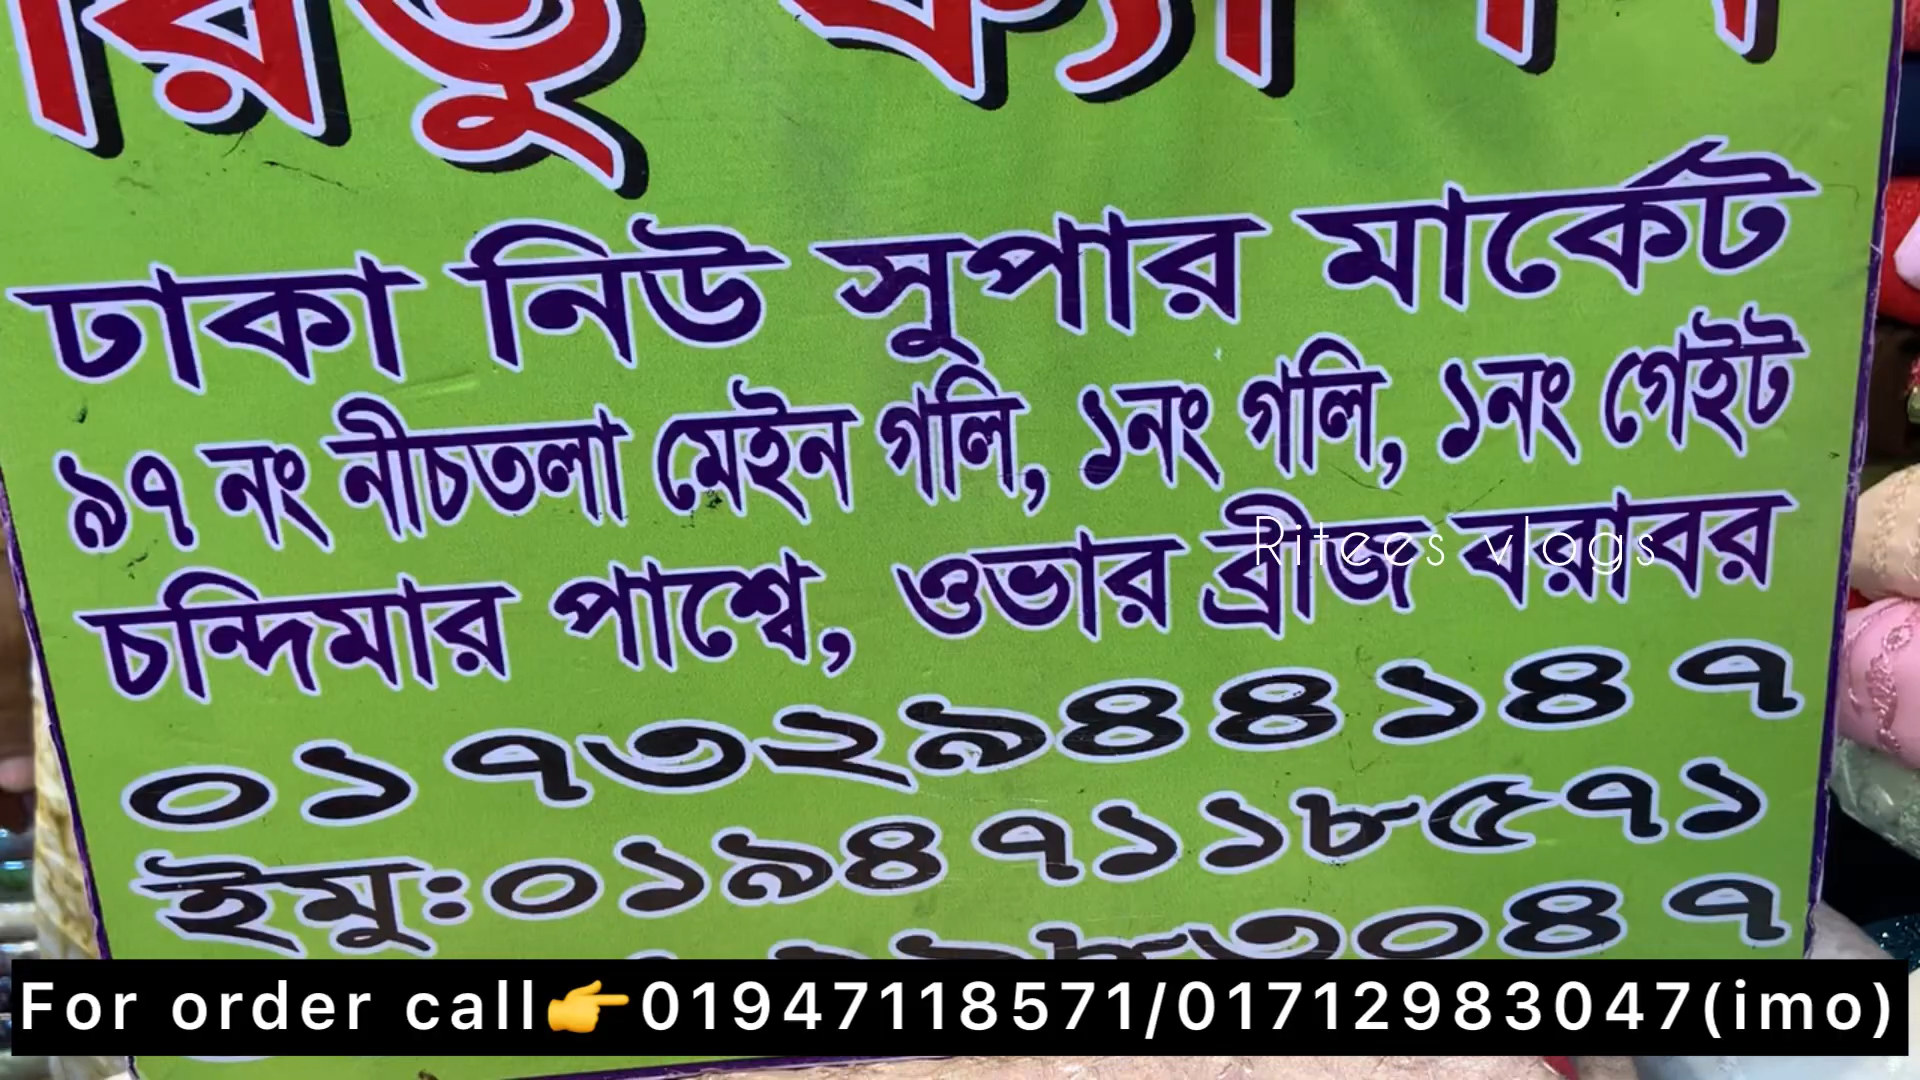 ঢাকা নিউ সুপার মার্কেট
৯৭ নং নীচতলা মেইন গলি, ১নং গলি, ১নং গেইট
চন্দিমার পাশ্বে, ওভার ব্রীজ বরাবর
Ritees vlogs
০১৭৩২৯৪৪১৪৭
ইমু:০১৯৪৭১১৮৫৭১
For order call👉01947118571/01712983047(imo)